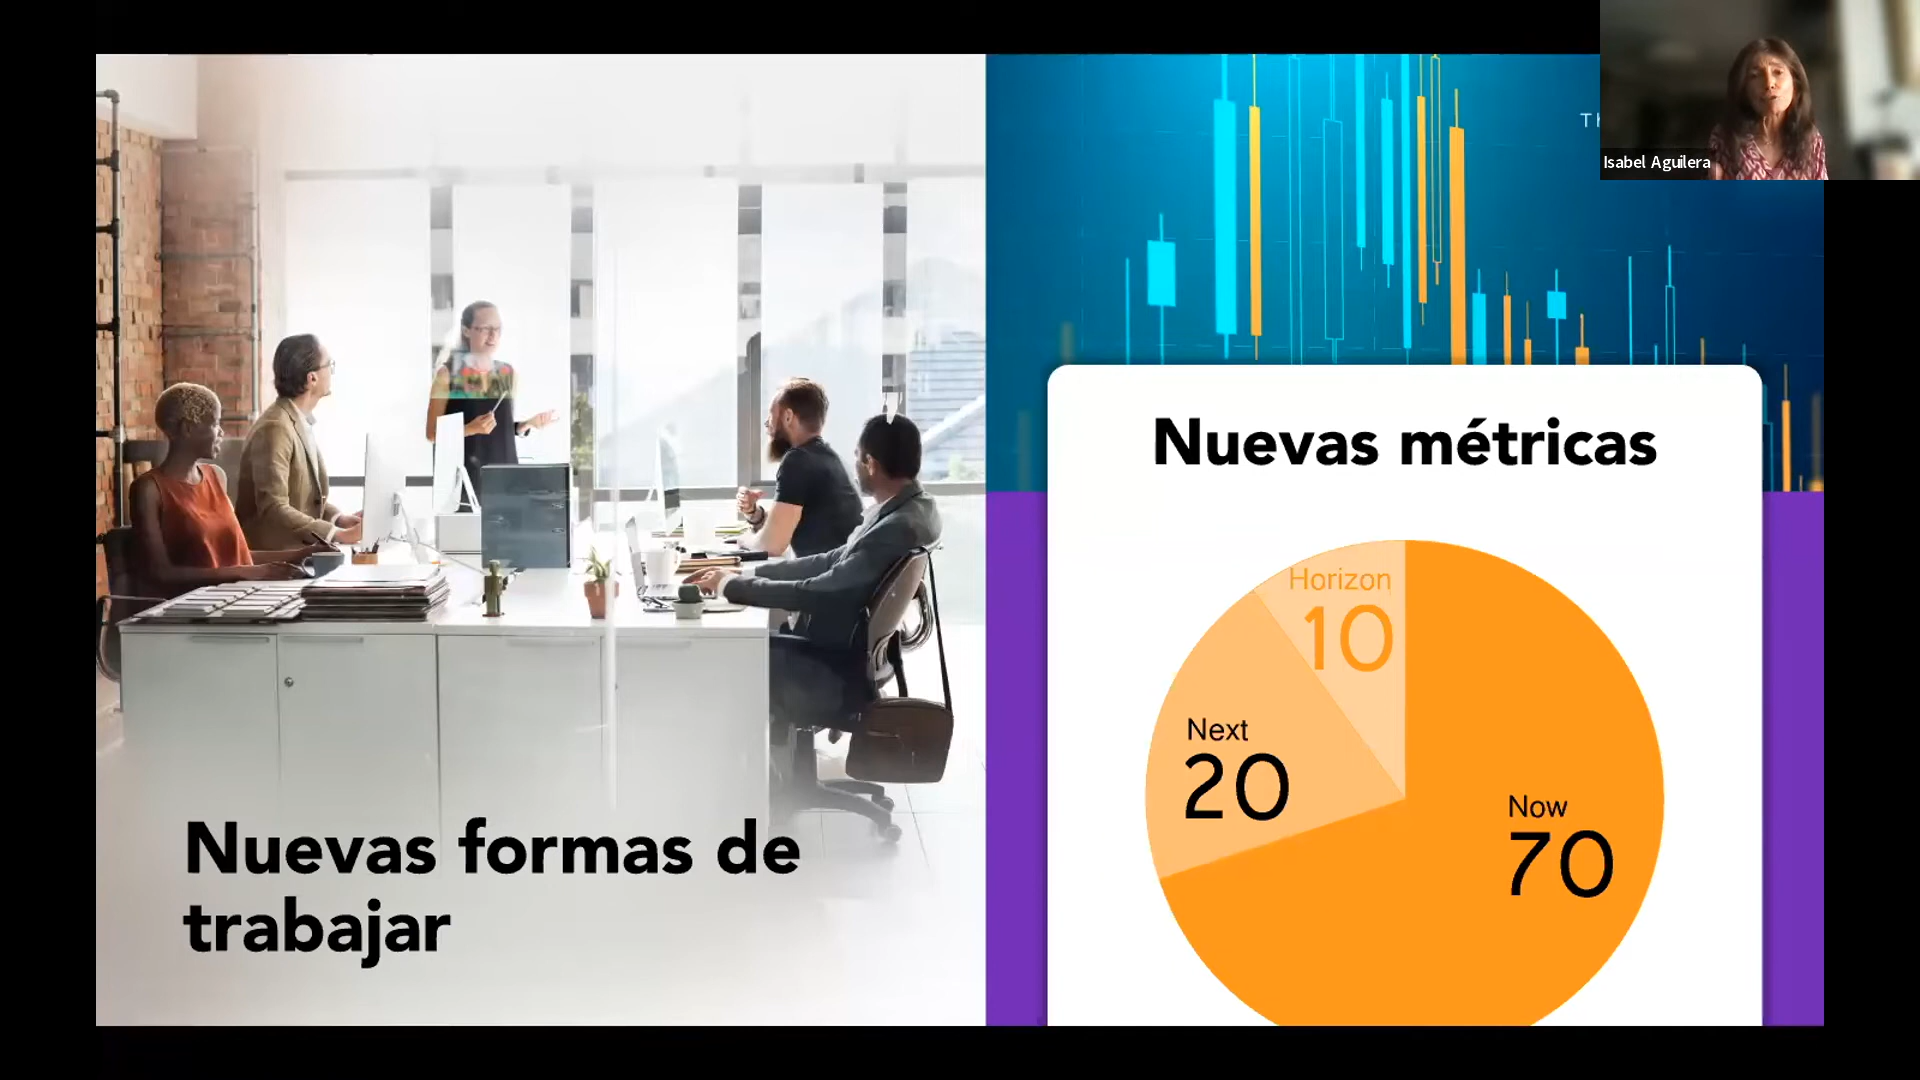 Isabel Aguilera
Nuevas métricas
Horizon
10
Next
20
Now
70
Nuevas formas de
trabajar